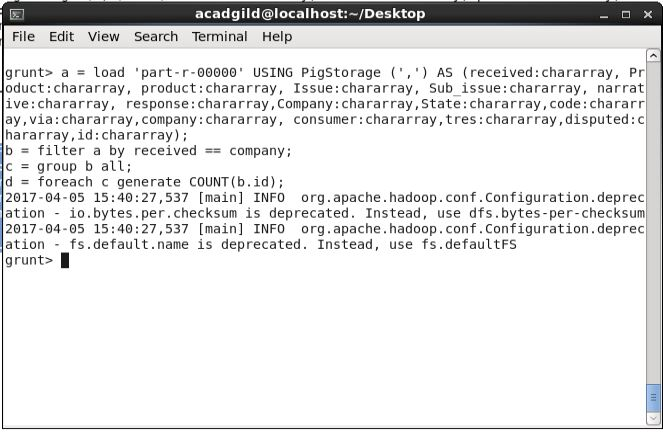 acadgild@localhost:~/Desktop
File Edit View Search Terminal Help
grunt> a = load 'part-r-00000' USING PigStorage (',') AS (received:chararray, Pr
oduct:chararray, product:chararray, Issue:chararray, Sub_issue:chararray, narrat
ive:chararray, response:chararray,Company:chararray,State:chararray,code:chararr
ay,via:chararray,company:chararray, consumer:chararray,tres:chararray,disputed:c
hararray,id:chararray);
b = filter a by received == company;
c = group b all;
d = foreach c generate COUNT(b.id);
2017-04-05 15:40:27,537 [main] INFO  org.apache.hadoop.conf.Configuration.deprec
ation - io.bytes.per.checksum is deprecated. Instead, use dfs.bytes-per-checksum
2017-04-05 15:40:27,537 [main] INFO  org.apache.hadoop.conf.Configuration.deprec
ation - fs.default.name is deprecated. Instead, use fs.defaultFS
grunt>